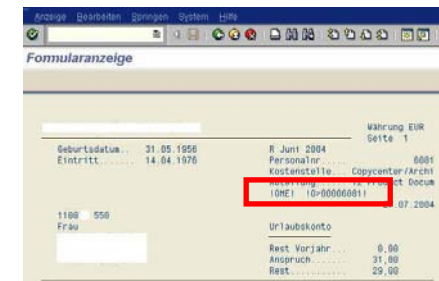 Anzeige Bearbeiten Springen System Hilfe
Formularanzeige
Währung EUR
Seite 1
Geburtsdatum.. 31.05.1956 R Juni 2004
Eintritt....... 14.04.1976 Personalnr..... 6081
Kostenstelle... Copycenter/Archi
Abteilung..... Product Docum
!OME! !O>00006081!
.07.2004
1100 550
Frau Urlaubskonto
Rest Vorjahr... 0,00
Anspruch....... 31,00
Rest........... 29,00